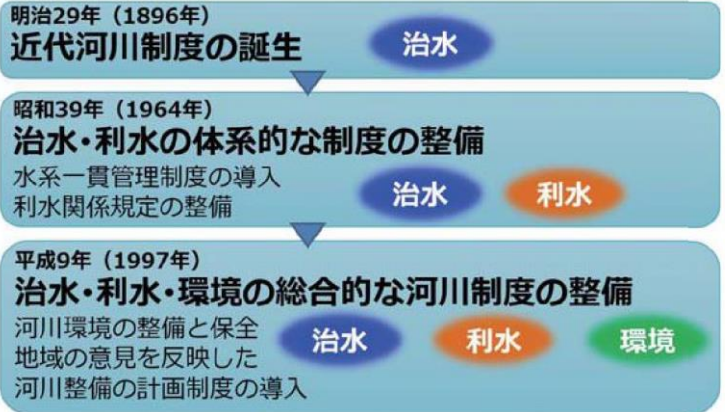 明治29年（1896年）
近代河川制度の誕生
治水
昭和39年（1964年）
治水・利水の体系的な制度の整備
水系一貫管理制度の導入
利水関係規定の整備
治水 利水
平成9年（1997年）
治水・利水・環境の総合的な河川制度の整備
河川環境の整備と保全
地域の意見を反映した
河川整備の計画制度の導入
治水 利水 環境